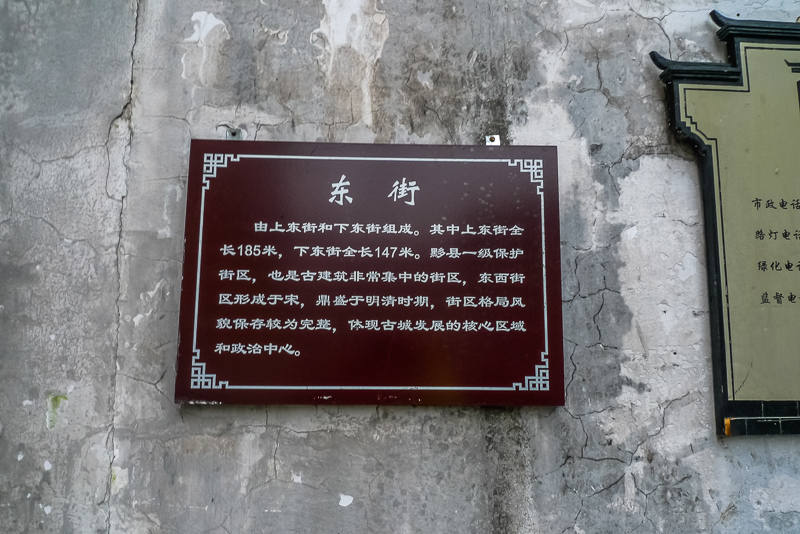 东街
由上东街和下东街组成。其中上东街全
长185米，下东街全长147米。黟县一级保护
街区，也是古建筑非常集中的街区，东西街
区形成于宋，鼎盛于明清时期，街区格局风
貌保存较为完整，体现古城发展的核心区域
和政治中心。
市政电话
路灯电话
绿化电话
监督电